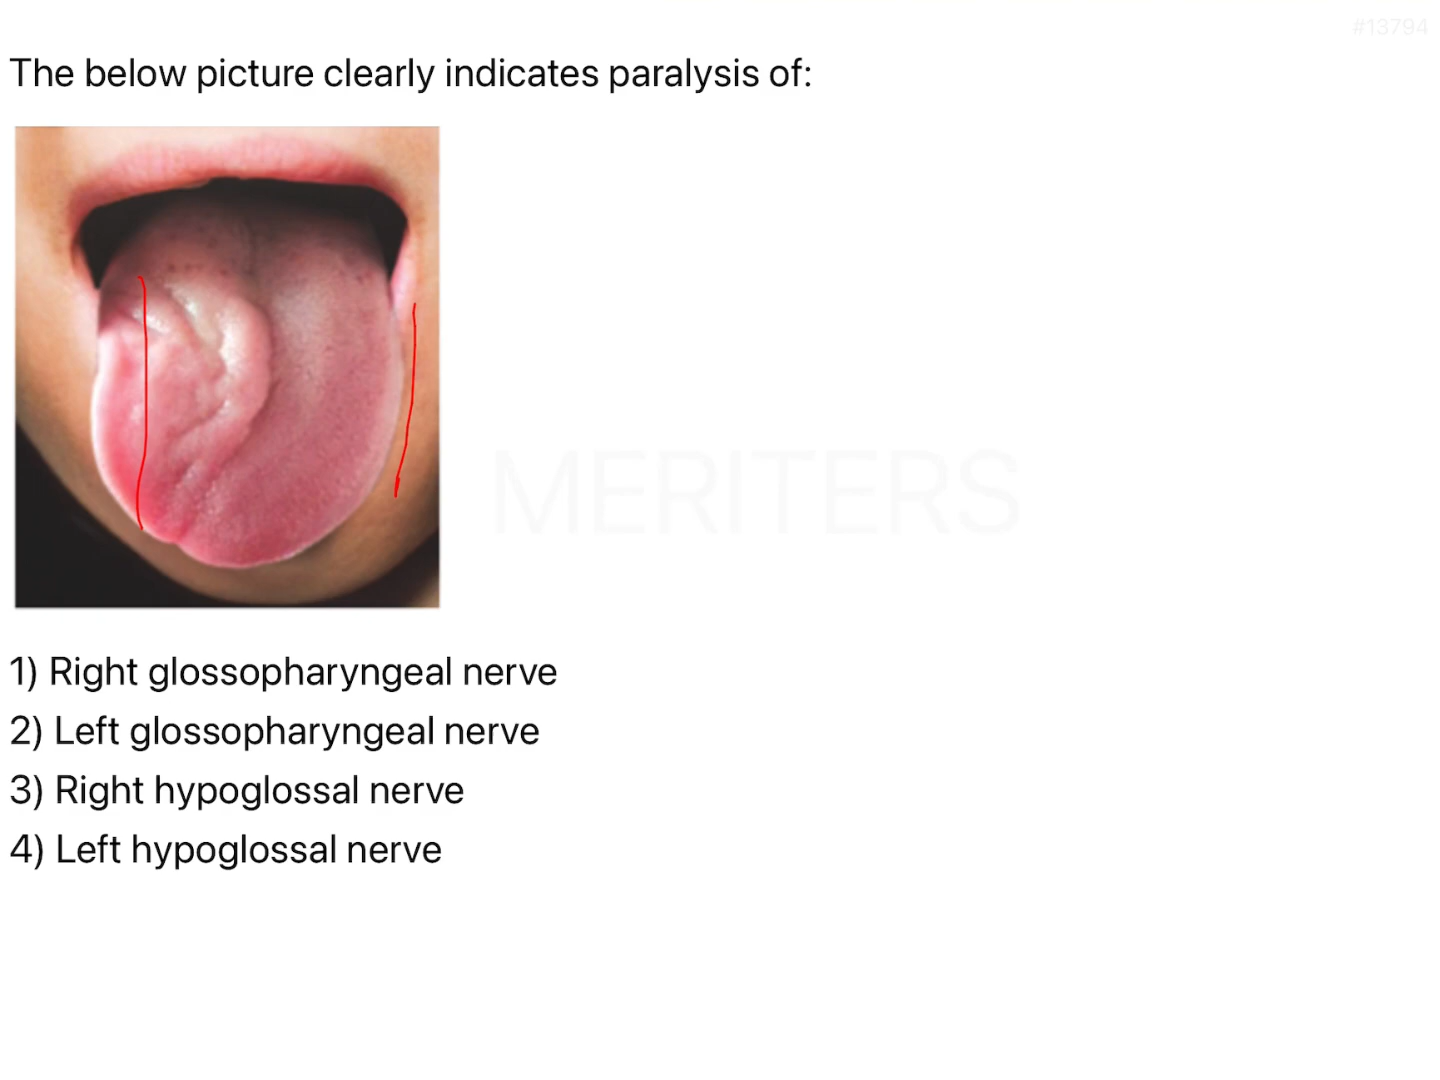 #13794
The below picture clearly indicates paralysis of:
MERITERS
1) Right glossopharyngeal nerve
2) Left glossopharyngeal nerve
3) Right hypoglossal nerve
4) Left hypoglossal nerve